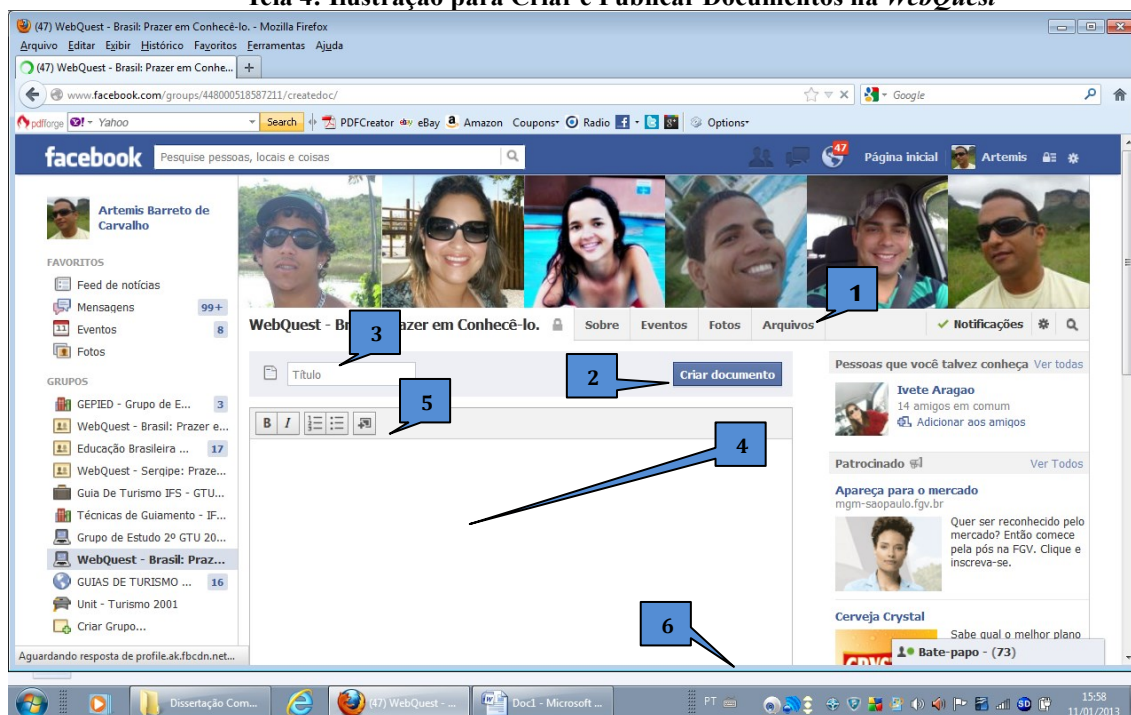 Tela 4: Ilustração para Criar e Publicar Documentos na WebQuest
(47) WebQuest - Brasil: Prazer em Conhecê-lo. - Mozilla Firefox
Arquivo Editar Exibir Histórico Favoritos Ferramentas Ajuda
(47) WebQuest - Brasil: Prazer em Conhe... +
www.facebook.com/groups/448000518587211/createdoc/ Google
pdfforge Yahoo Search PDFCreator eBay Amazon Coupons Radio Options
facebook Pesquise pessoas, locais e coisas 47 Página inicial Artemis
Artemis Barreto de
Carvalho
FAVORITOS
Feed de notícias
Mensagens 99+
Eventos 8
Fotos
GRUPOS
GEPIED - Grupo de E... 3
WebQuest - Brasil: Prazer e...
Educação Brasileira ... 17
WebQuest - Sergipe: Praze...
Guia De Turismo IFS - GTU...
Técnicas de Guiamento - IF...
Grupo de Estudo 2º GTU 20...
WebQuest - Brasil: Praz...
GUIAS DE TURISMO ... 16
Unit - Turismo 2001
Criar Grupo...
Aguardando resposta de profile.ak.fbcdn.net...
1
WebQuest - Br azer em Conhecê-lo. Sobre Eventos Fotos Arquivos Notificações
3
Título
2
Criar documento
5
B I
4
6
Pessoas que você talvez conheça Ver todas
Ivete Aragao
14 amigos em comum
Adicionar aos amigos
Patrocinado Ver Todos
Apareça para o mercado
mgm-saopaulo.fgv.br
Quer ser reconhecido pelo
mercado? Então comece
pela pós na FGV. Clique e
inscreva-se.
Cerveja Crystal
Sabe qual o melhor plano
Bate-papo - (73)
Dissertação Com... (47) WebQuest - ... Doc1 - Microsoft ... PT 15:58
11/01/2013